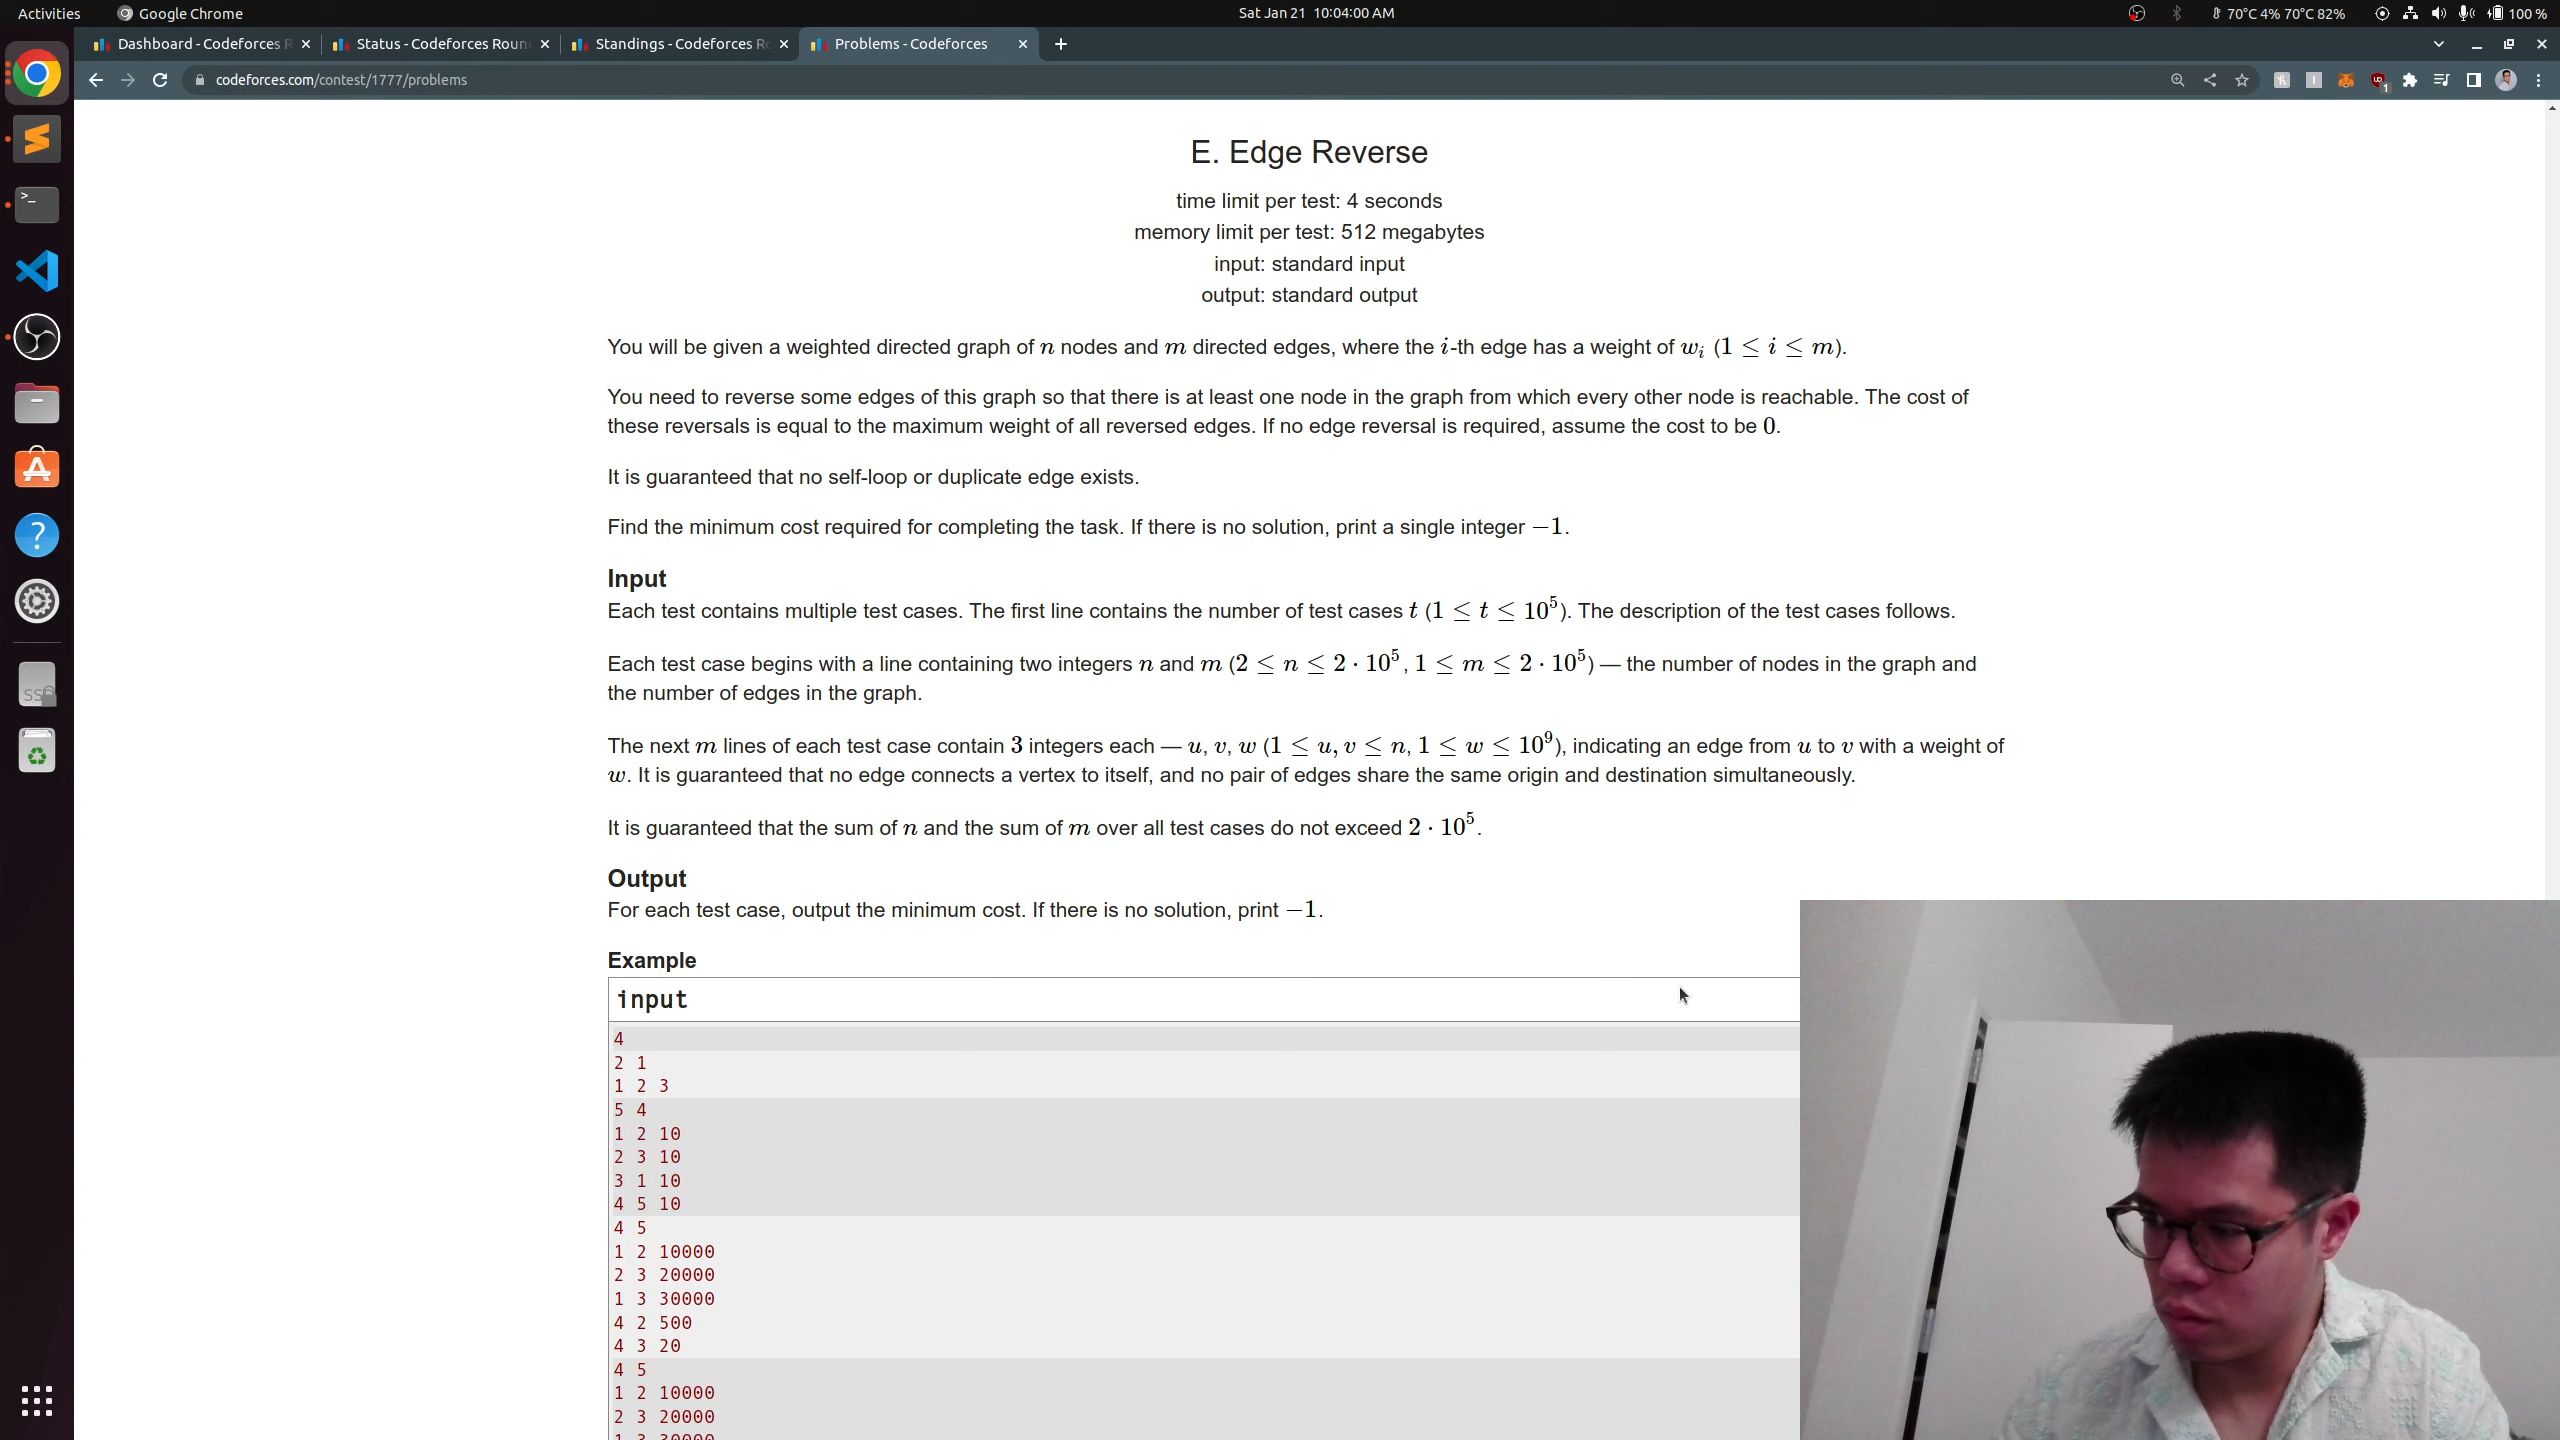 Activities
Google Chrome
Sat Jan 21 10:04:00 AM
70°C 4% 70°C 82%
100 %
Dashboard - Codeforces R
Status - Codeforces Roun
Standings - Codeforces Ro
Problems - Codeforces
codeforces.com/contest/1777/problems
E. Edge Reverse
time limit per test: 4 seconds
memory limit per test: 512 megabytes
input: standard input
output: standard output
You will be given a weighted directed graph of n nodes and m directed edges, where the i-th edge has a weight of wᵢ (1 ≤ i ≤ m).
You need to reverse some edges of this graph so that there is at least one node in the graph from which every other node is reachable. The cost of
these reversals is equal to the maximum weight of all reversed edges. If no edge reversal is required, assume the cost to be 0.
It is guaranteed that no self-loop or duplicate edge exists.
Find the minimum cost required for completing the task. If there is no solution, print a single integer −1.
Input
Each test contains multiple test cases. The first line contains the number of test cases t (1 ≤ t ≤ 10⁵). The description of the test cases follows.
Each test case begins with a line containing two integers n and m (2 ≤ n ≤ 2 · 10⁵, 1 ≤ m ≤ 2 · 10⁵) — the number of nodes in the graph and
the number of edges in the graph.
The next m lines of each test case contain 3 integers each — u, v, w (1 ≤ u, v ≤ n, 1 ≤ w ≤ 10⁹), indicating an edge from u to v with a weight of
w. It is guaranteed that no edge connects a vertex to itself, and no pair of edges share the same origin and destination simultaneously.
It is guaranteed that the sum of n and the sum of m over all test cases do not exceed 2 · 10⁵.
Output
For each test case, output the minimum cost. If there is no solution, print −1.
Example
input
4
2 1
1 2 3
5 4
1 2 10
2 3 10
3 1 10
4 5 10
4 5
1 2 10000
2 3 20000
1 3 30000
4 2 500
4 3 20
4 5
1 2 10000
2 3 20000
1 3 30000